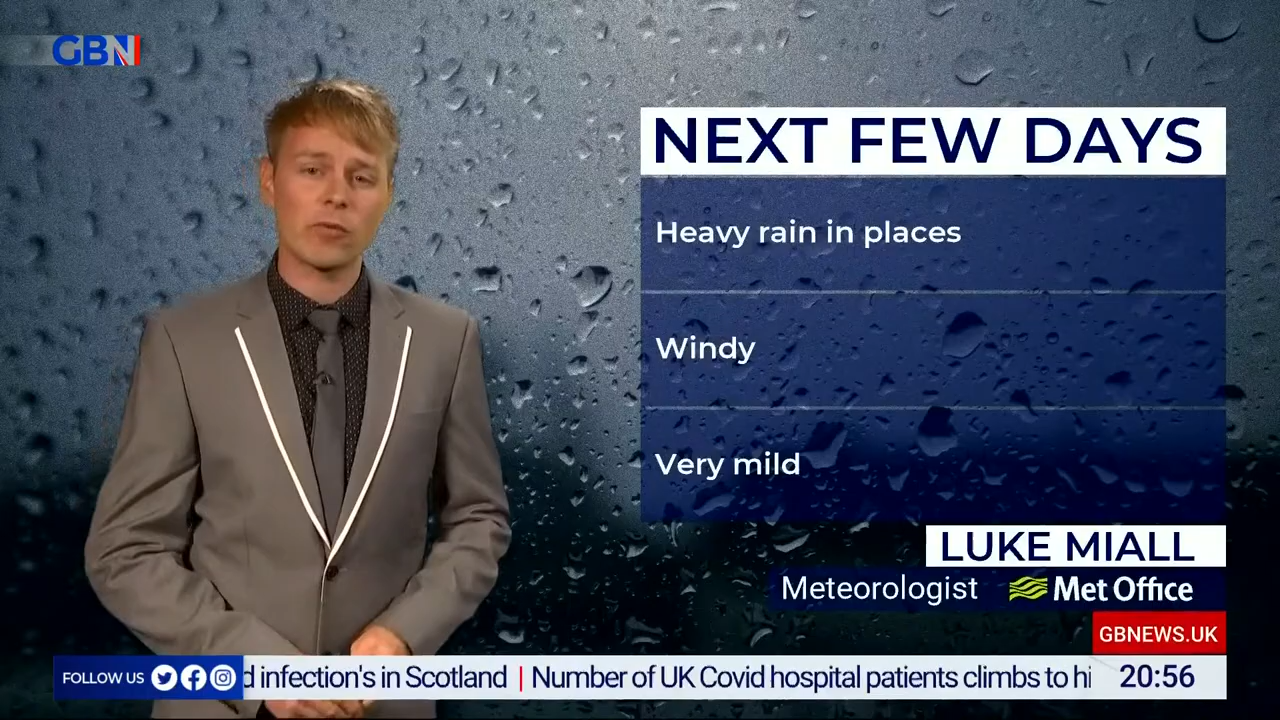 GBN
NEXT FEW DAYS
Heavy rain in places
Windy
Very mild
LUKE MIALL
Meteorologist Met Office
GBNEWS.UK
FOLLOW US d infection's in Scotland | Number of UK Covid hospital patients climbs to hi 20:56